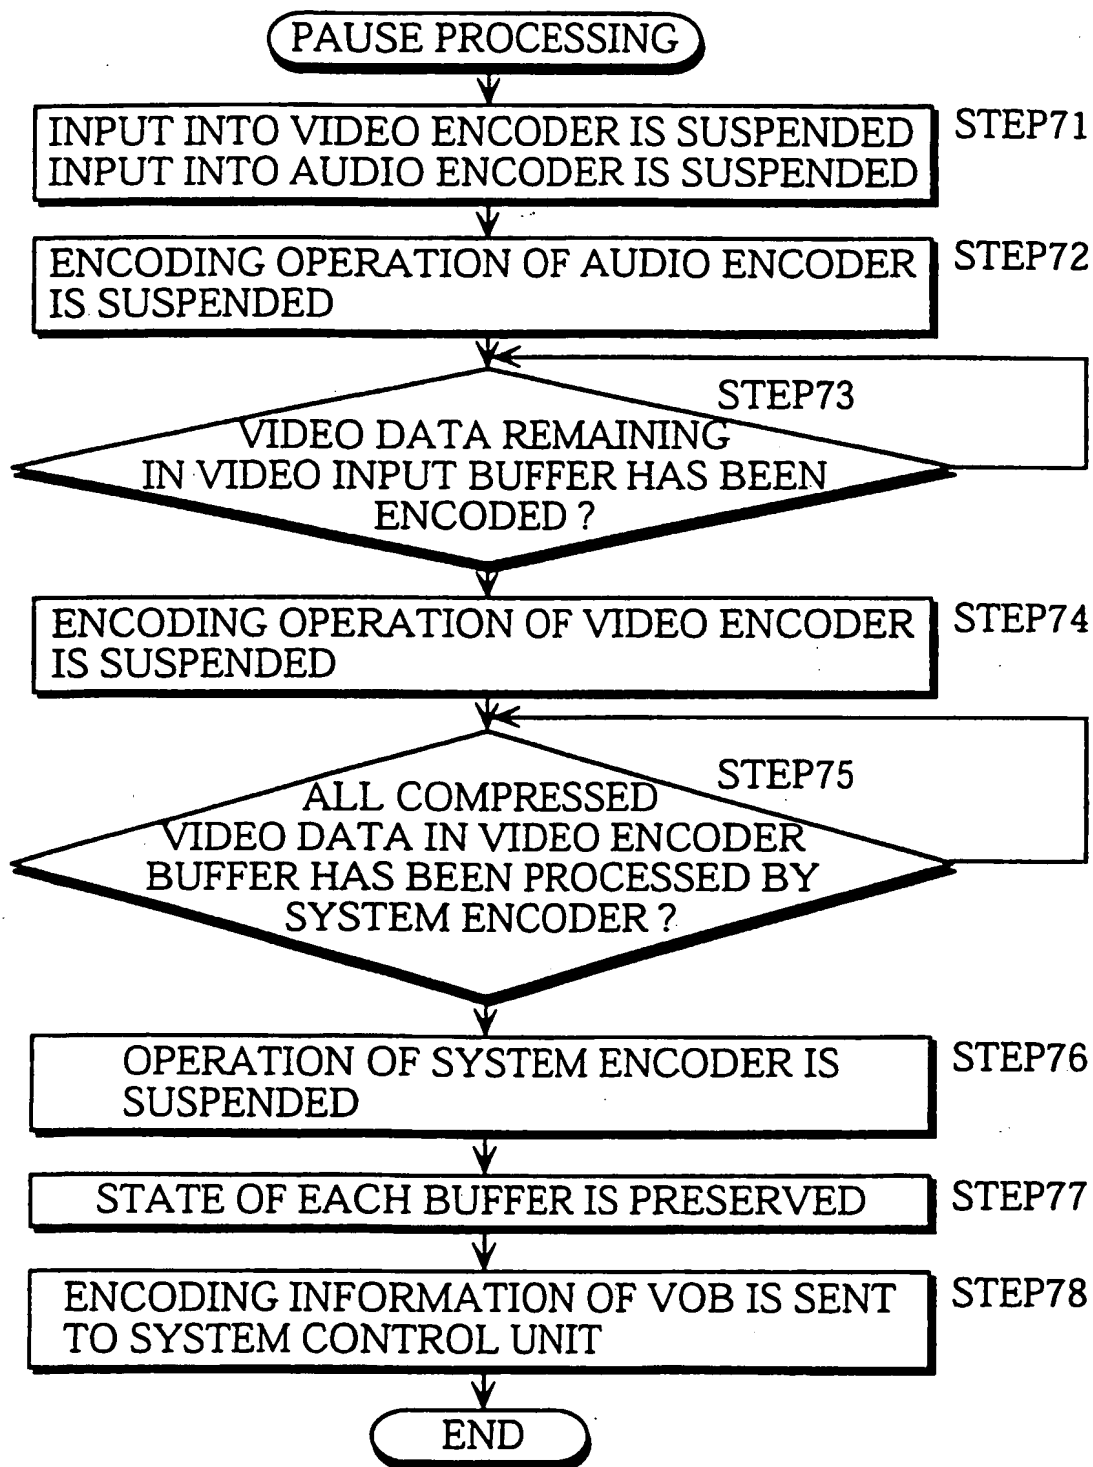 PAUSE PROCESSING
INPUT INTO VIDEO ENCODER IS SUSPENDED
INPUT INTO AUDIO ENCODER IS SUSPENDED
STEP71
ENCODING OPERATION OF AUDIO ENCODER
IS SUSPENDED
STEP72
STEP73
VIDEO DATA REMAINING
IN VIDEO INPUT BUFFER HAS BEEN
ENCODED ?
ENCODING OPERATION OF VIDEO ENCODER
IS SUSPENDED
STEP74
STEP75
ALL COMPRESSED
VIDEO DATA IN VIDEO ENCODER
BUFFER HAS BEEN PROCESSED BY
SYSTEM ENCODER ?
OPERATION OF SYSTEM ENCODER IS
SUSPENDED
STEP76
STATE OF EACH BUFFER IS PRESERVED
STEP77
ENCODING INFORMATION OF VOB IS SENT
TO SYSTEM CONTROL UNIT
STEP78
END